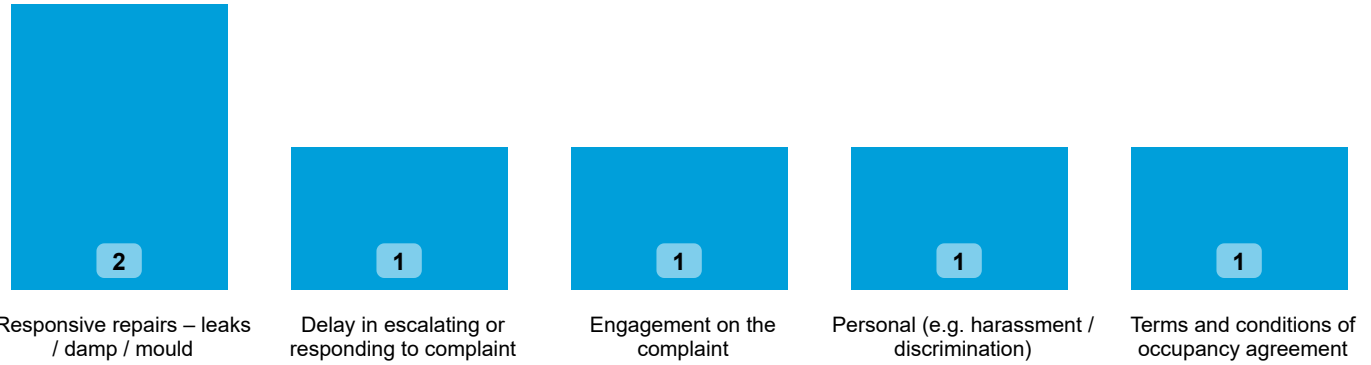 2
1
1
1
1
Responsive repairs – leaks
/ damp / mould
Delay in escalating or
responding to complaint
Engagement on the
complaint
Personal (e.g. harassment /
discrimination)
Terms and conditions of
occupancy agreement